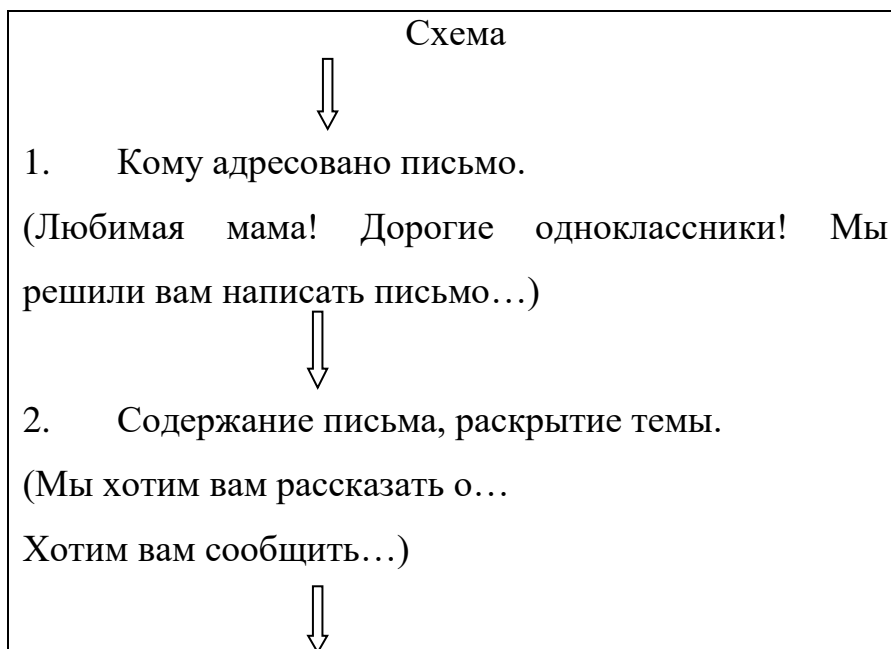 Схема
1. Кому адресовано письмо.
(Любимая мама! Дорогие одноклассники! Мы
решили вам написать письмо…)
2. Содержание письма, раскрытие темы.
(Мы хотим вам рассказать о…
Хотим вам сообщить…)